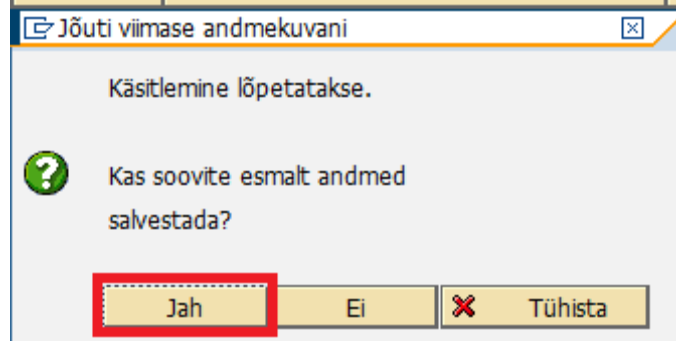 Jõuti viimase andmekuvani
Käsitlemine lõpetatakse.
Kas soovite esmalt andmed
salvestada?
Jah Ei Tühista